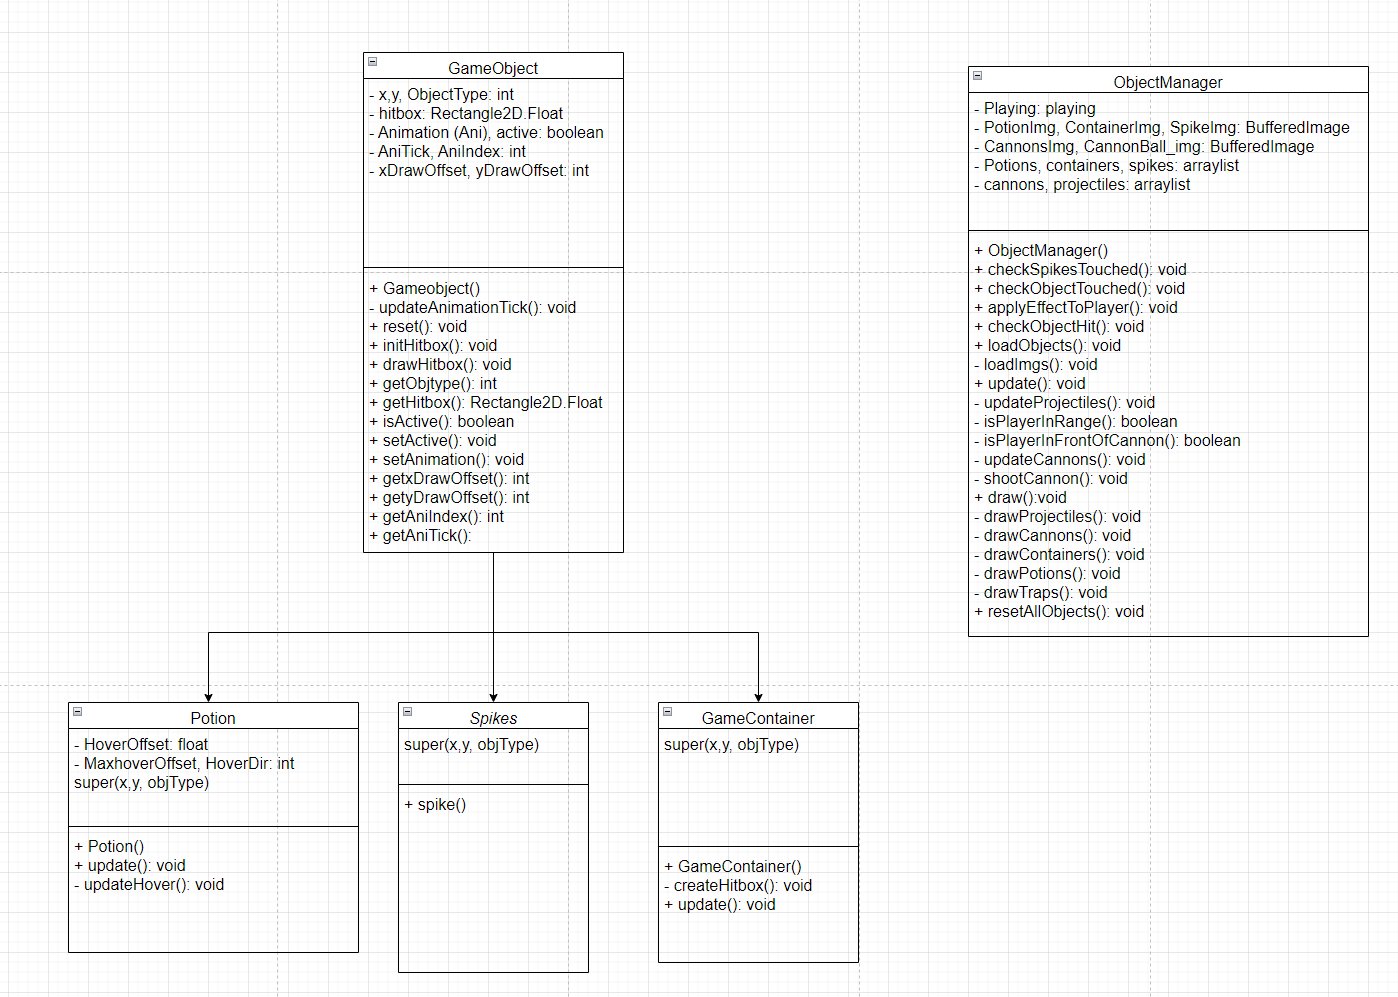 GameObject
- x,y, ObjectType: int
- hitbox: Rectangle2D.Float
- Animation (Ani), active: boolean
- AniTick, AniIndex: int
- xDrawOffset, yDrawOffset: int
+ Gameobject()
- updateAnimationTick(): void
+ reset(): void
+ initHitbox(): void
+ drawHitbox(): void
+ getObjtype(): int
+ getHitbox(): Rectangle2D.Float
+ isActive(): boolean
+ setActive(): void
+ setAnimation(): void
+ getxDrawOffset(): int
+ getyDrawOffset(): int
+ getAniIndex(): int
+ getAniTick():
ObjectManager
- Playing: playing
- PotionImg, ContainerImg, SpikeImg: BufferedImage
- CannonsImg, CannonBall_img: BufferedImage
- Potions, containers, spikes: arraylist
- cannons, projectiles: arraylist
+ ObjectManager()
+ checkSpikesTouched(): void
+ checkObjectTouched(): void
+ applyEffectToPlayer(): void
+ checkObjectHit(): void
+ loadObjects(): void
- loadImgs(): void
+ update(): void
- updateProjectiles(): void
- isPlayerInRange(): boolean
- isPlayerInFrontOfCannon(): boolean
- updateCannons(): void
- shootCannon(): void
+ draw():void
- drawProjectiles(): void
- drawCannons(): void
- drawContainers(): void
- drawPotions(): void
- drawTraps(): void
+ resetAllObjects(): void
Potion
- HoverOffset: float
- MaxhoverOffset, HoverDir: int
super(x,y, objType)
+ Potion()
+ update(): void
- updateHover(): void
Spikes
super(x,y, objType)
+ spike()
GameContainer
super(x,y, objType)
+ GameContainer()
- createHitbox(): void
+ update(): void